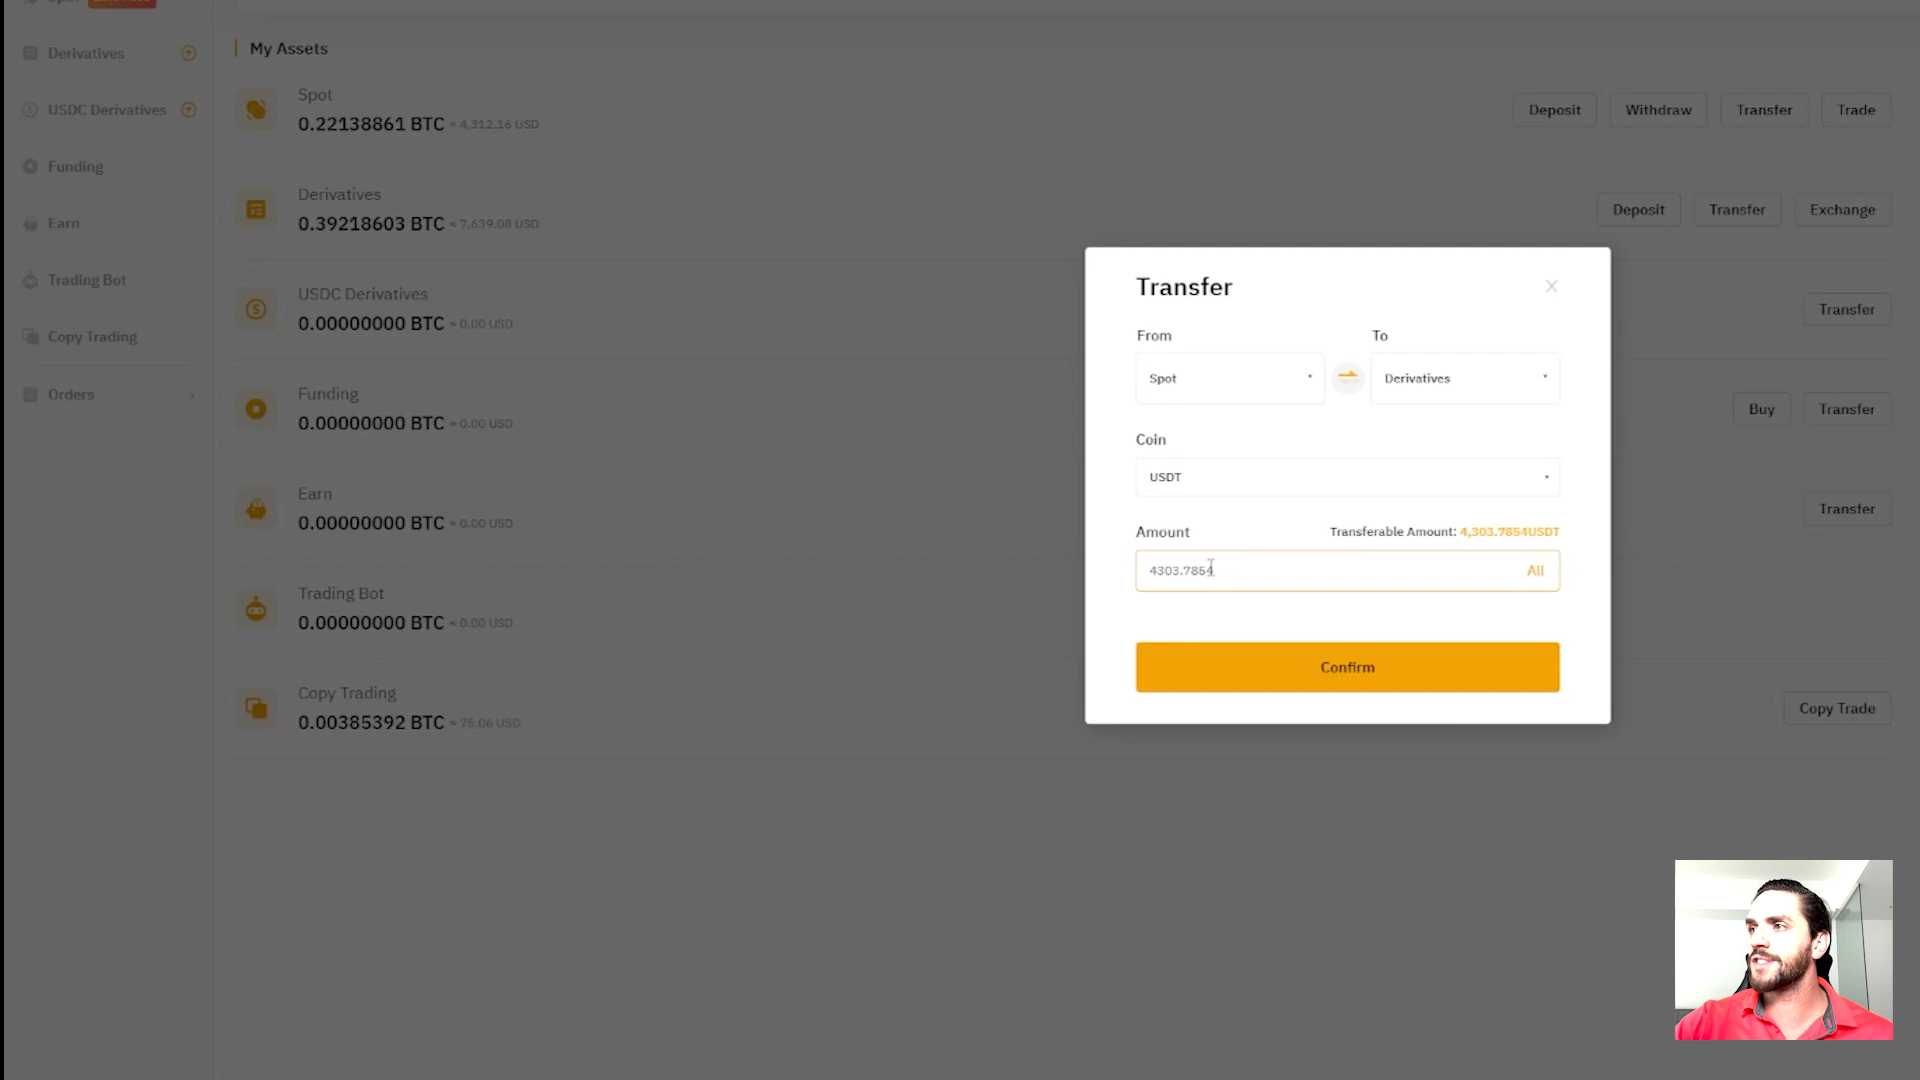 Derivatives
USDC Derivatives
Funding
Earn
Trading Bot
Copy Trading
Orders
My Assets
Spot
0.22138861 BTC ≈ 4,312.16 USD
Deposit
Withdraw
Transfer
Trade
Derivatives
0.39218603 BTC ≈ 7,639.08 USD
Deposit
Transfer
Exchange
USDC Derivatives
0.00000000 BTC ≈ 0.00 USD
Transfer
Funding
0.00000000 BTC ≈ 0.00 USD
Buy
Transfer
Earn
0.00000000 BTC ≈ 0.00 USD
Transfer
Trading Bot
0.00000000 BTC ≈ 0.00 USD
Copy Trading
0.00385392 BTC ≈ 75.06 USD
Copy Trade
Transfer
From
To
Spot
Derivatives
Coin
USDT
Amount
Transferable Amount: 4,303.7854USDT
4303.7854
All
Confirm